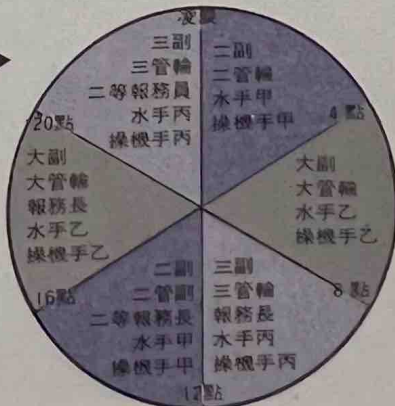 凌晨
二副
二管輪
水手甲
操機手甲
4點
大副
大管輪
水手乙
操機手乙
8點
三副
三管輪
報務長
水手丙
操機手丙
12點
二副
二管副
二等報務長
水手甲
操機手甲
16點
大副
大管輪
報務長
水手乙
操機手乙
20點
三副
三管輪
二等報務員
水手丙
操機手丙